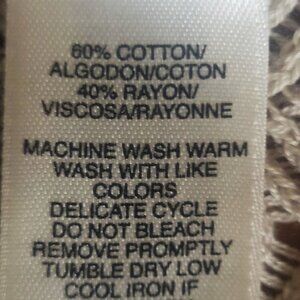 60% COTTON/
ALGODON/COTON
40% RAYON/
VISCOSA/RAYONNE
MACHINE WASH WARM
WASH WITH LIKE
COLORS
DELICATE CYCLE
DO NOT BLEACH
REMOVE PROMPTLY
TUMBLE DRY LOW
COOL IRON IF